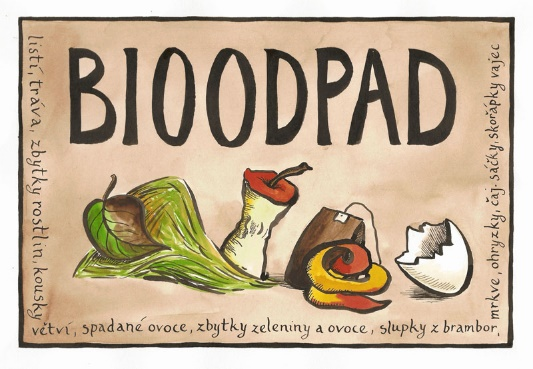 BIOODPAD
listí, tráva, zbytky rostlin, kousky
větví, spadané ovoce, zbytky zeleniny a ovoce, slupky z brambor,
mrkve, ohryzky, čaj. sáčky, skořápky vajec